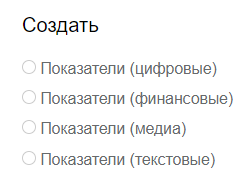 Создать
Показатели (цифровые)
Показатели (финансовые)
Показатели (медиа)
Показатели (текстовые)